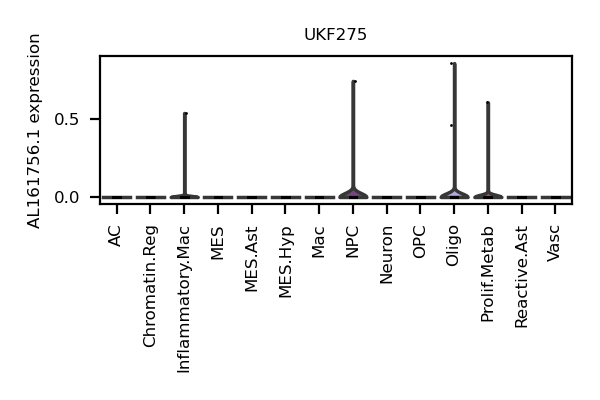 UKF275
AL161756.1 expression
0.5
0.0
AC
Chromatin.Reg
Inflammatory.Mac
MES
MES.Ast
MES.Hyp
Mac
NPC
Neuron
OPC
Oligo
Prolif.Metab
Reactive.Ast
Vasc